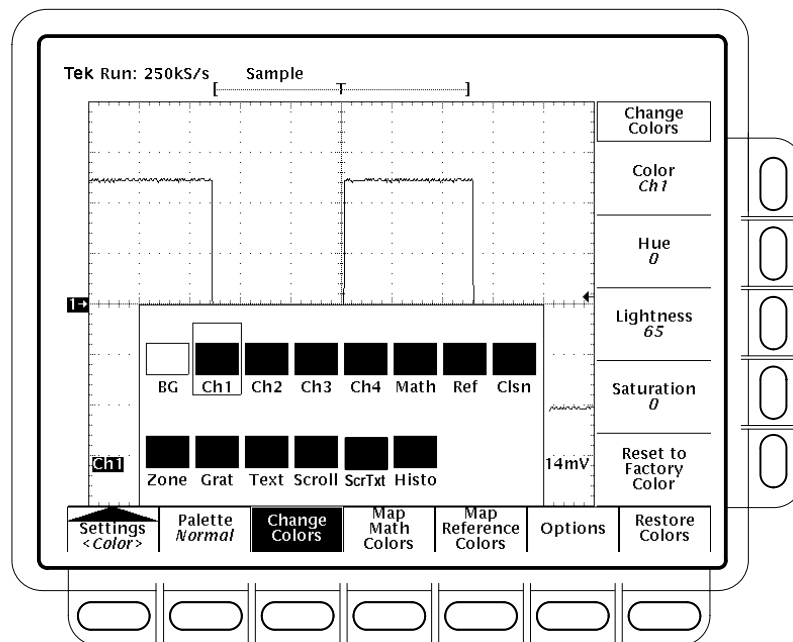 Tek Run: 250kS/s Sample
[ T ]
Change
Colors
Color
Ch1
Hue
0
Lightness
65
Saturation
0
Reset to
Factory
Color
1
BG Ch1 Ch2 Ch3 Ch4 Math Ref Clsn
Zone Grat Text Scroll ScrTxt Histo
Ch1 14mV
Settings
<Color>
Palette
Normal
Change
Colors
Map
Math
Colors
Map
Reference
Colors
Options
Restore
Colors